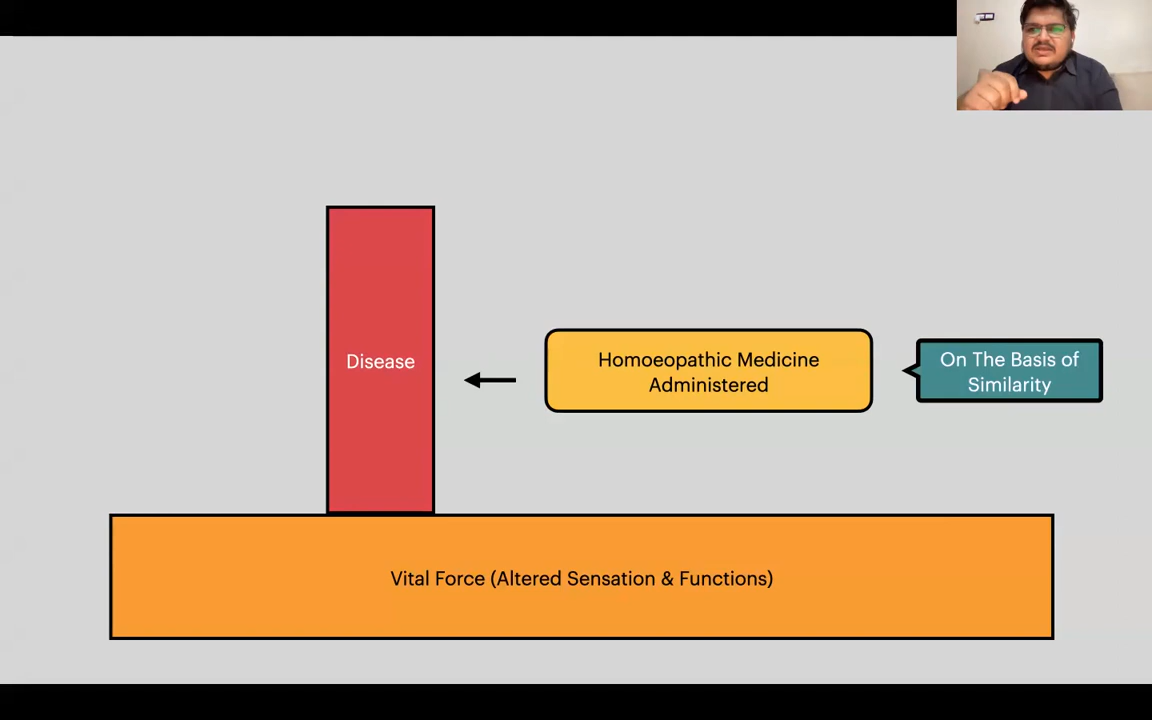 Disease
Homoeopathic Medicine
Administered
On The Basis of
Similarity
Vital Force (Altered Sensation & Functions)